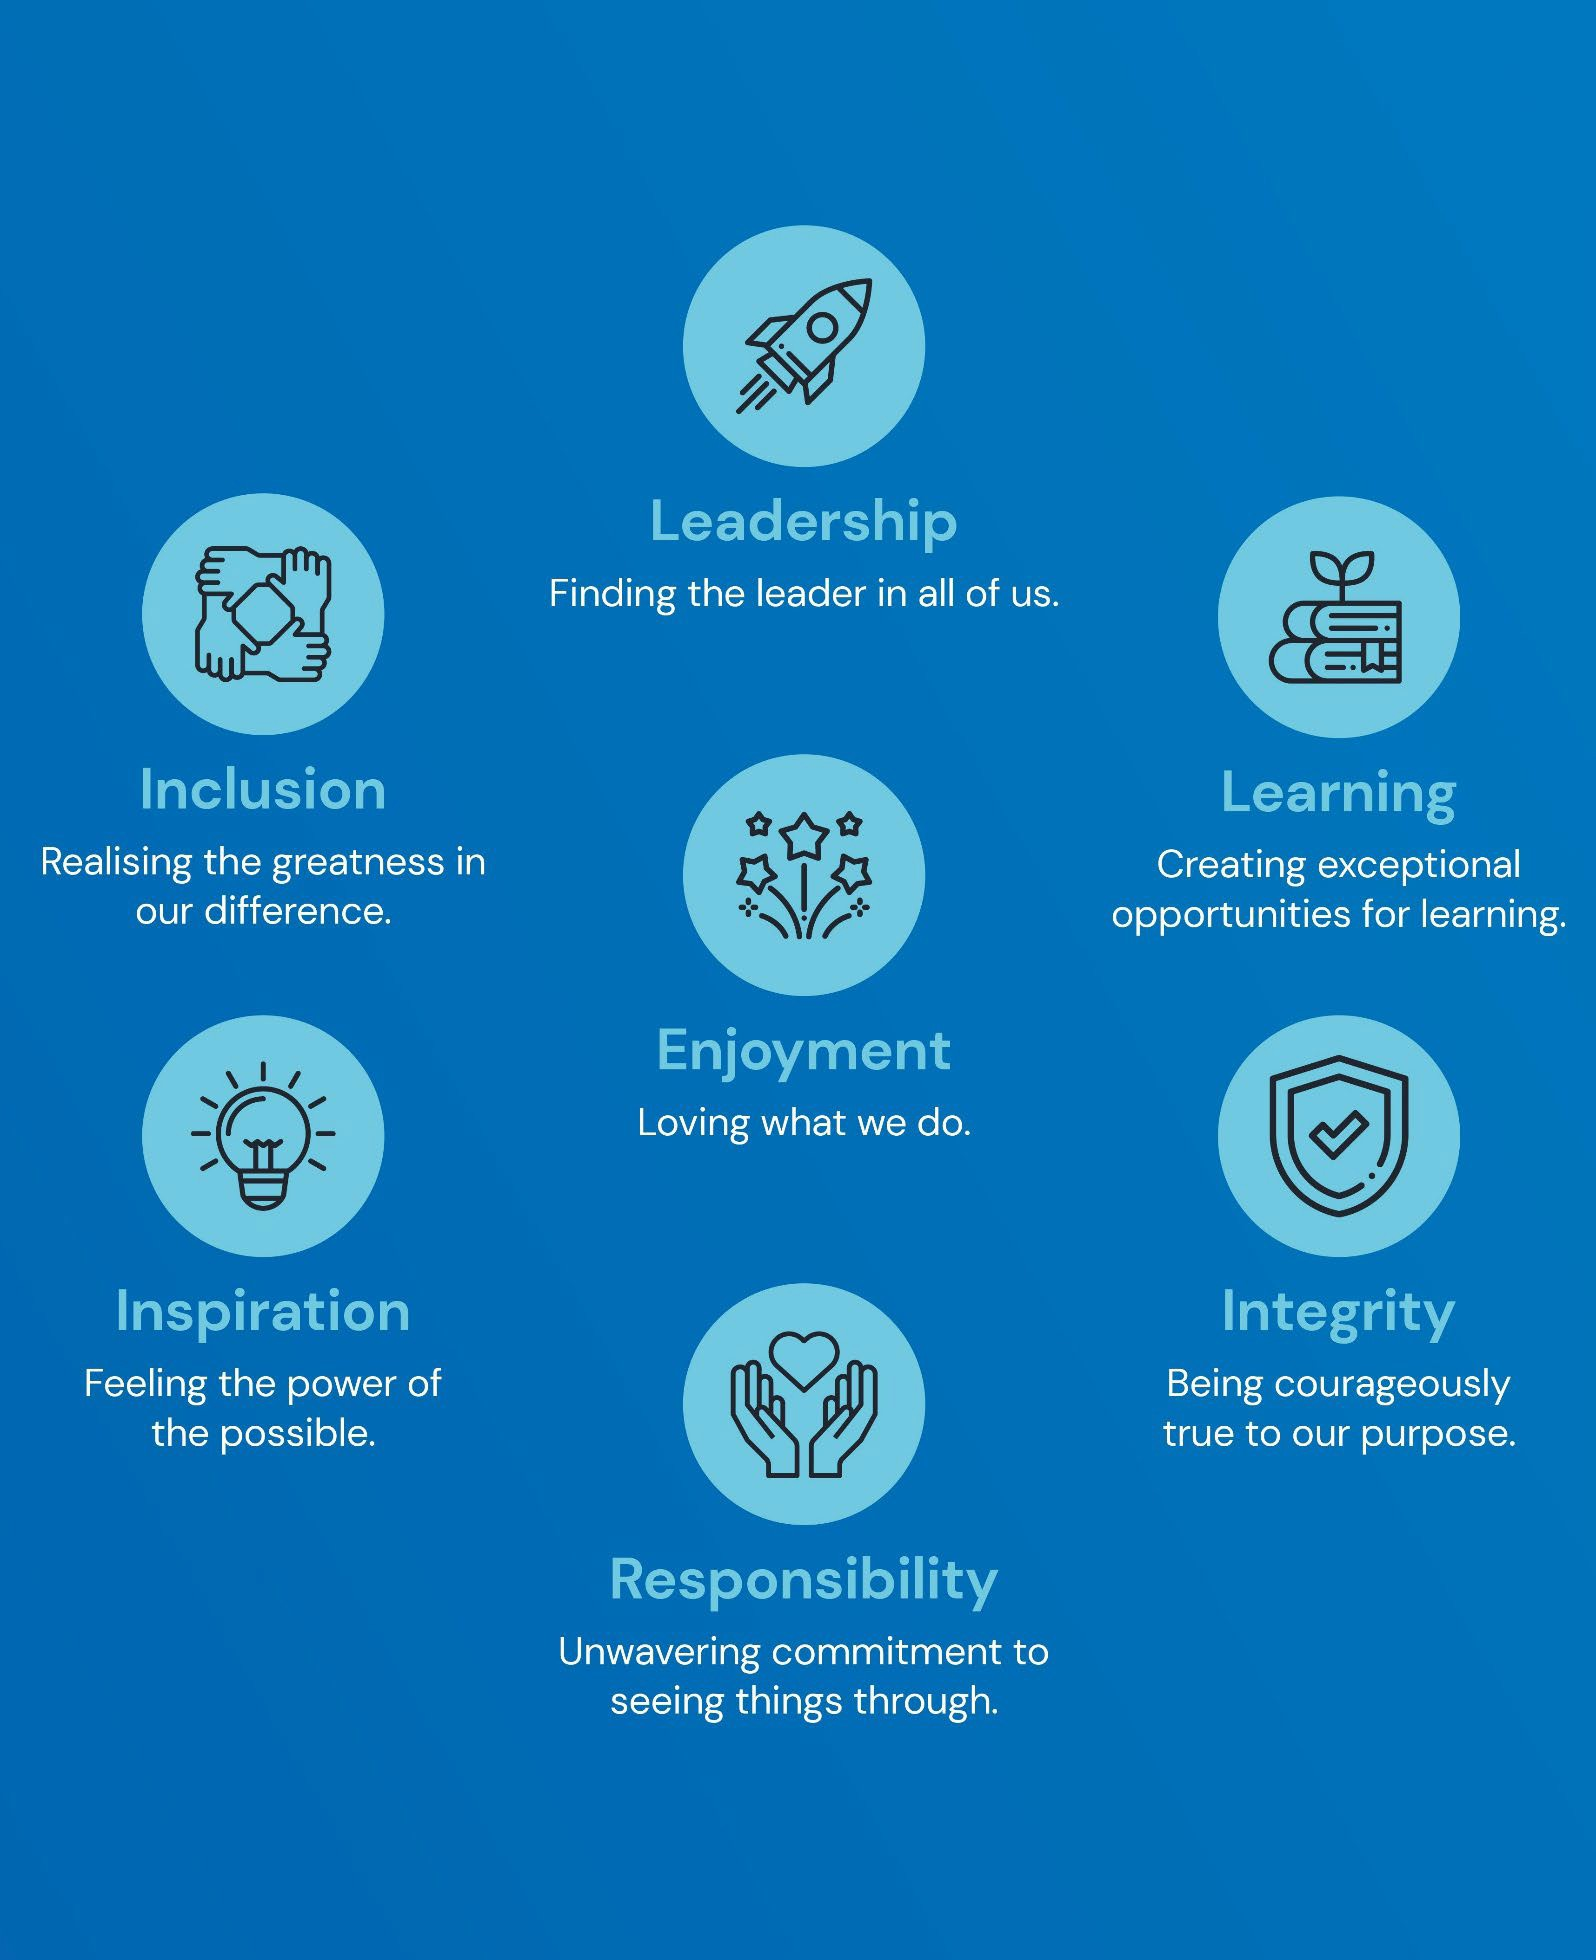 Leadership
Finding the leader in all of us.
Inclusion
Realising the greatness in
our difference.
Learning
Creating exceptional
opportunities for learning.
Enjoyment
Loving what we do.
Inspiration
Feeling the power of
the possible.
Integrity
Being courageously
true to our purpose.
Responsibility
Unwavering commitment to
seeing things through.